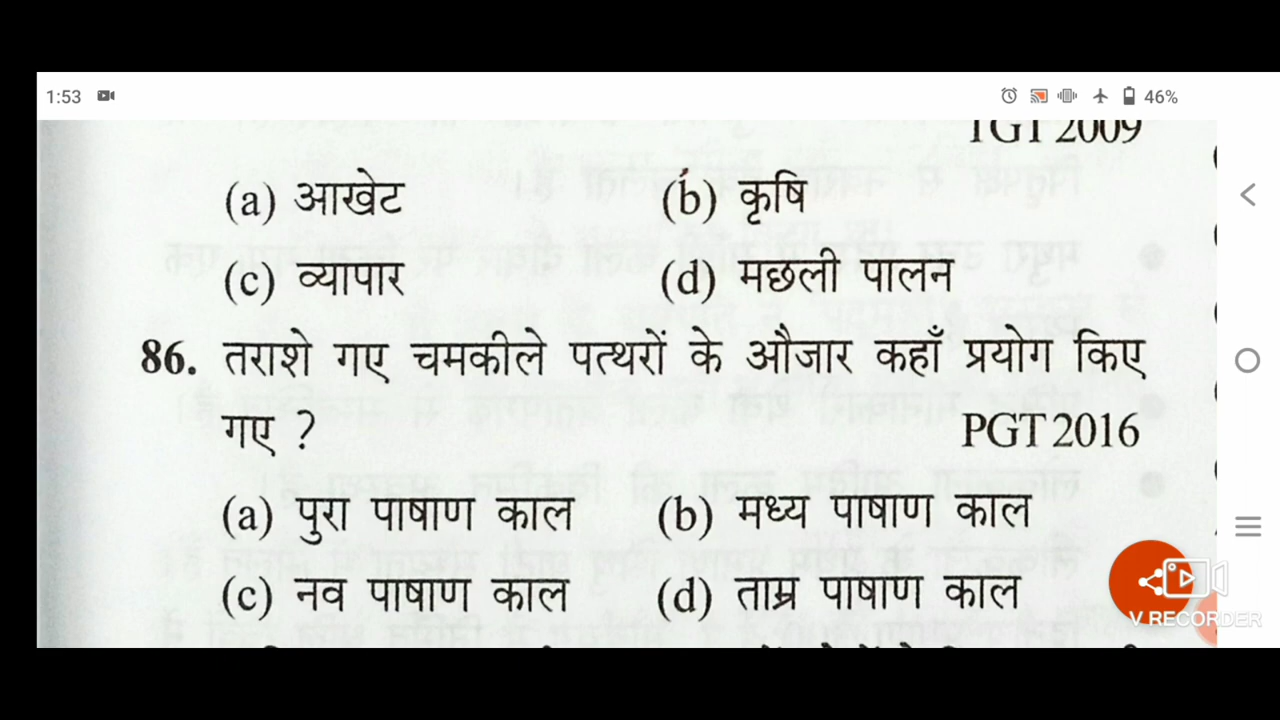 1:53
46%
TGT 2009
(a) आखेट (b) कृषि
(c) व्यापार (d) मछली पालन
86. तराशे गए चमकीले पत्थरों के औजार कहाँ प्रयोग किए
गए ? PGT 2016
(a) पुरा पाषाण काल (b) मध्य पाषाण काल
(c) नव पाषाण काल (d) ताम्र पाषाण काल
V RECORDER